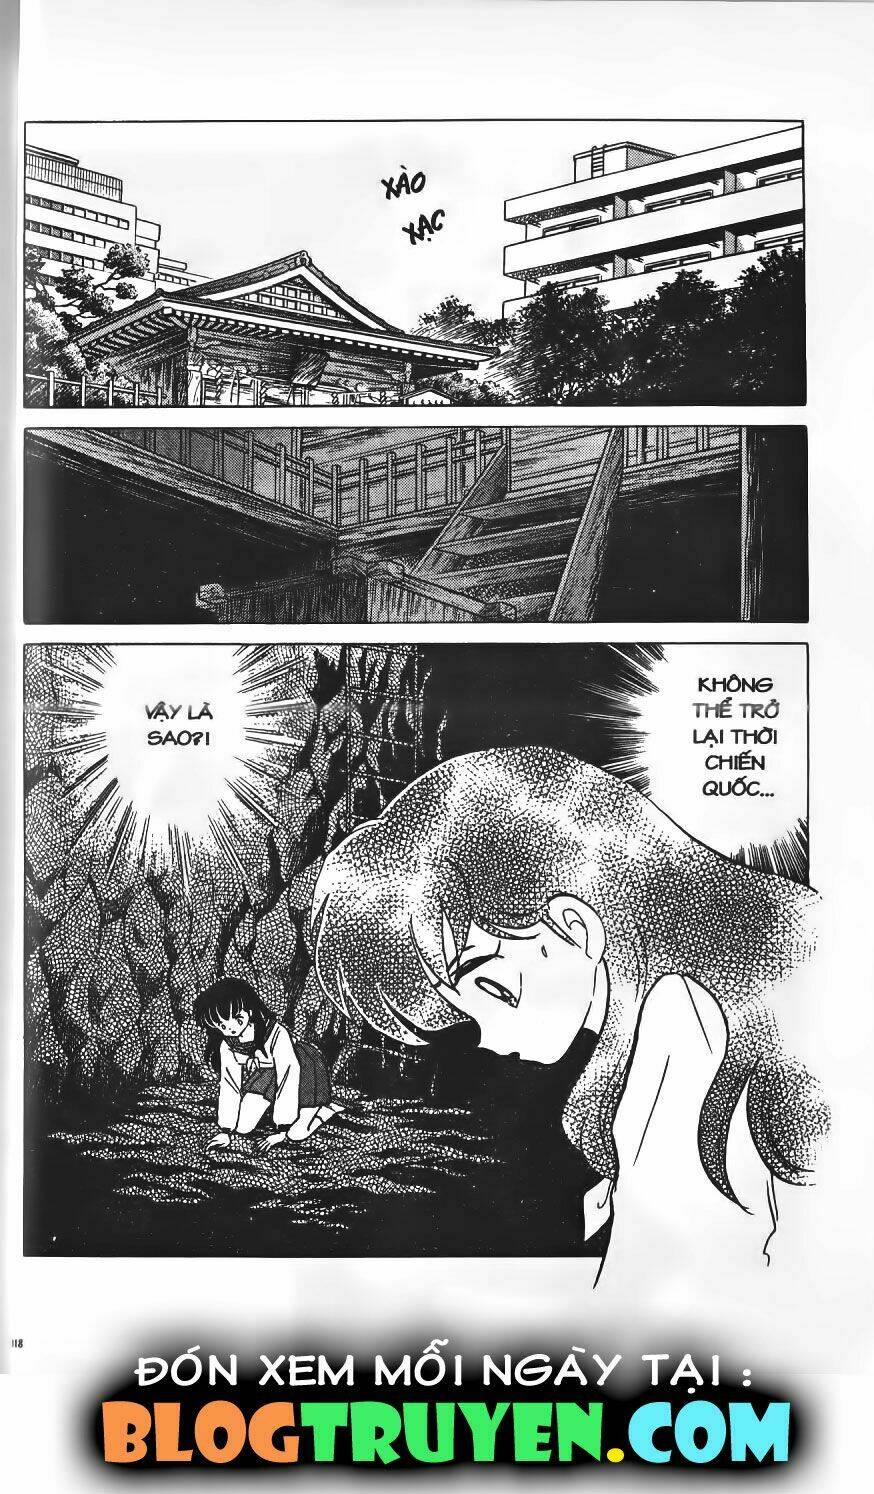 XÀO
XẠC
KHÔNG
THỂ TRỞ
LẠI THỜI
CHIẾN
QUỐC...
VẬY LÀ
SAO?!
118
ĐÓN XEM MỖI NGÀY TẠI :
BLOGTRUYEN.COM